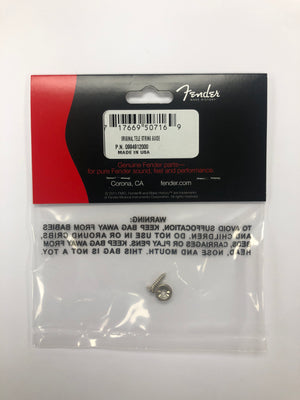 Fender
7 17669 50716 9
ORIGINAL TELE STRING GUIDE
P.N. 0994912000
MADE IN USA
Genuine Fender parts—
for pure Fender sound, feel and performance.
Corona, CA fender.com
WARNING:
TO AVOID SUFFOCATION, KEEP BAG AWAY FROM BABIES
AND CHILDREN. DO NOT USE IN OR AROUND CRIBS,
BEDS, CARRIAGES OR PLAY PENS. KEEP BAG AWAY FROM
HEAD, NOSE, AND MOUTH. THIS BAG IS NOT A TOY